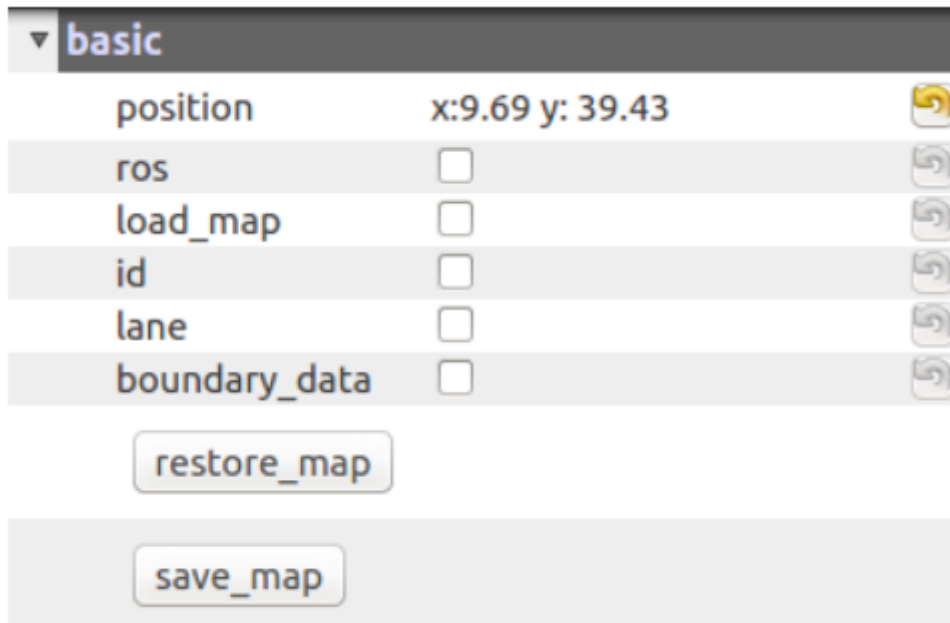 basic
position x:9.69 y: 39.43
ros
load_map
id
lane
boundary_data
restore_map
save_map